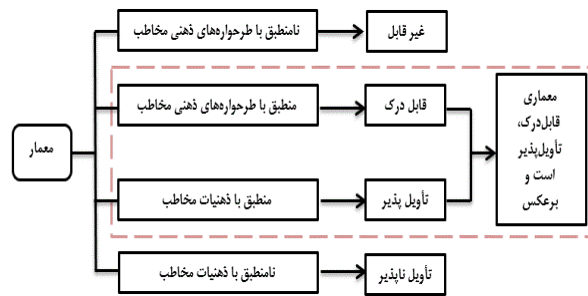 نامنطبق با طرحواره‌های ذهنی مخاطب
غیر قابل
منطبق با طرحواره‌های ذهنی مخاطب
قابل درک
معماری
قابل‌درک،
تأویل‌پذیر
است و
برعکس
معمار
منطبق با ذهنیات مخاطب
تأویل پذیر
نامنطبق با ذهنیات مخاطب
تأویل ناپذیر